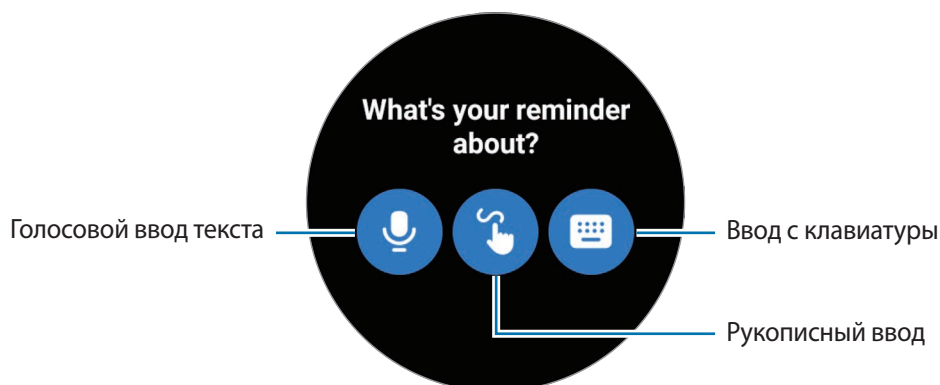 What's your reminder
about?
Голосовой ввод текста
Ввод с клавиатуры
Рукописный ввод